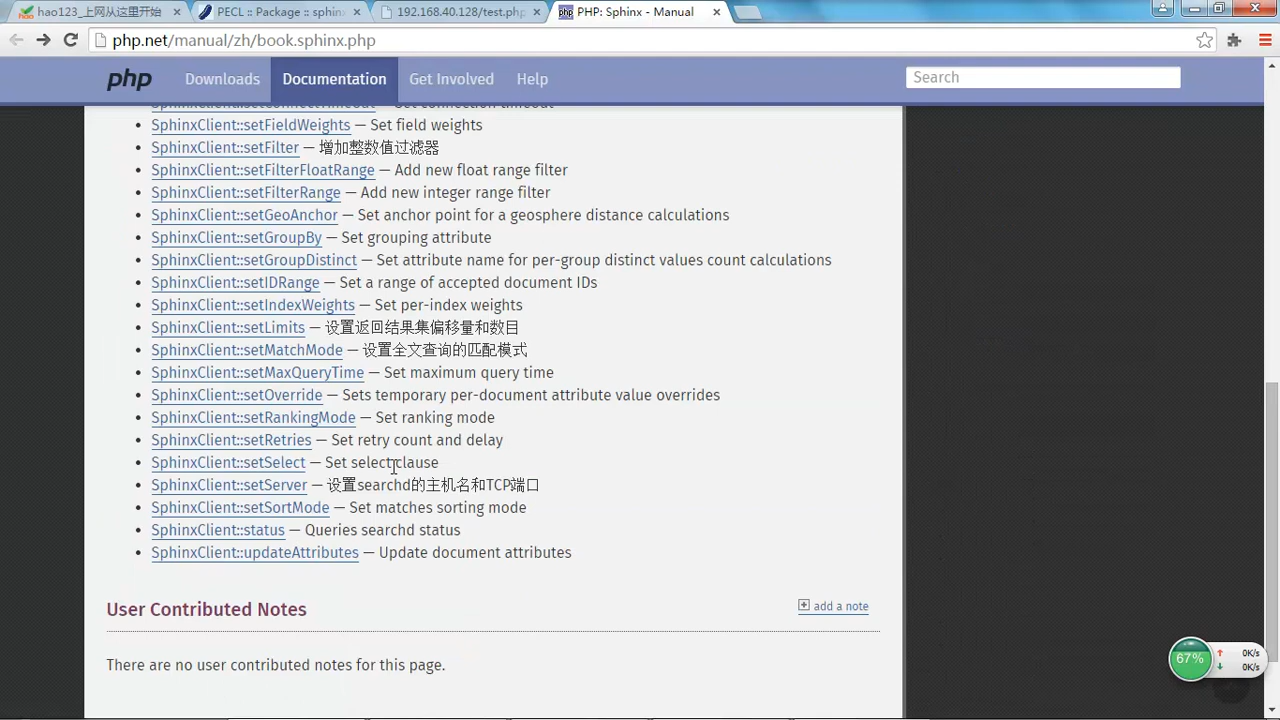 hao123_上网从这里开始
PECL :: Package :: sphin
192.168.40.128/test.php
PHP: Sphinx - Manual
php.net/manual/zh/book.sphinx.php
php
Downloads
Documentation
Get Involved
Help
Search
SphinxClient::setConnectTimeout — Set connection timeout
SphinxClient::setFieldWeights — Set field weights
SphinxClient::setFilter — 增加整数值过滤器
SphinxClient::setFilterFloatRange — Add new float range filter
SphinxClient::setFilterRange — Add new integer range filter
SphinxClient::setGeoAnchor — Set anchor point for a geosphere distance calculations
SphinxClient::setGroupBy — Set grouping attribute
SphinxClient::setGroupDistinct — Set attribute name for per-group distinct values count calculations
SphinxClient::setIDRange — Set a range of accepted document IDs
SphinxClient::setIndexWeights — Set per-index weights
SphinxClient::setLimits — 设置返回结果集偏移量和数目
SphinxClient::setMatchMode — 设置全文查询的匹配模式
SphinxClient::setMaxQueryTime — Set maximum query time
SphinxClient::setOverride — Sets temporary per-document attribute value overrides
SphinxClient::setRankingMode — Set ranking mode
SphinxClient::setRetries — Set retry count and delay
SphinxClient::setSelect — Set select clause
SphinxClient::setServer — 设置searchd的主机名和TCP端口
SphinxClient::setSortMode — Set matches sorting mode
SphinxClient::status — Queries searchd status
SphinxClient::updateAttributes — Update document attributes
User Contributed Notes
add a note
There are no user contributed notes for this page.
67%
0K/s
0K/s